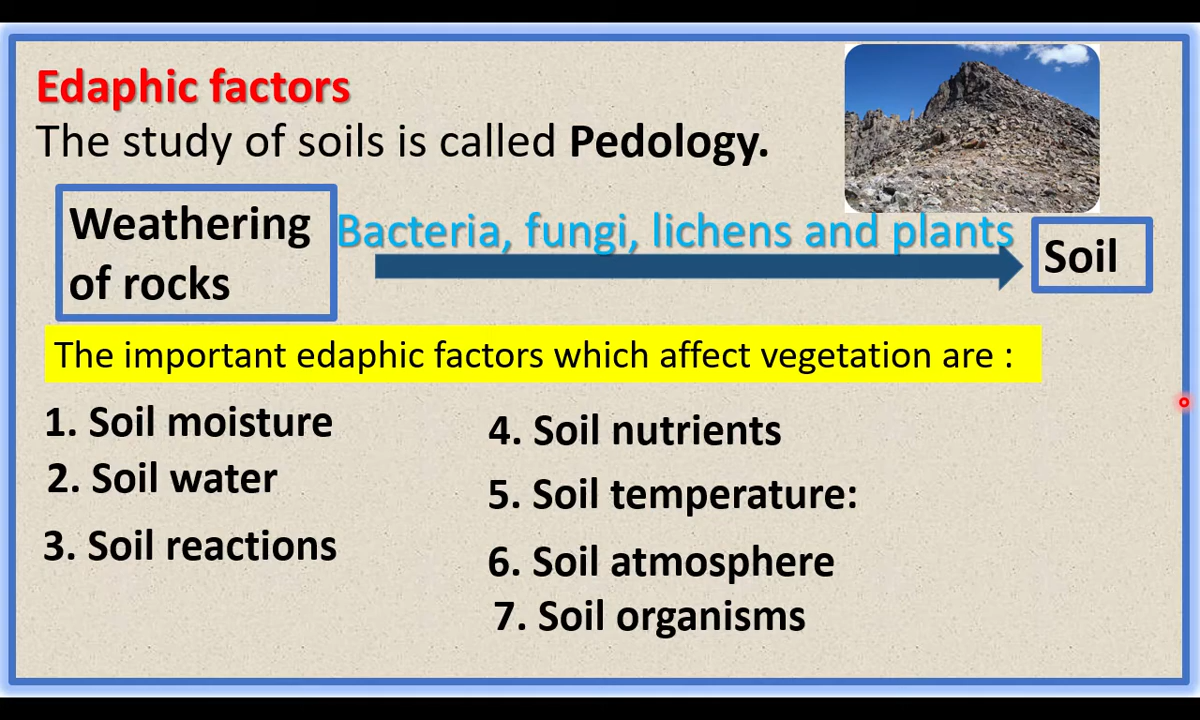 Edaphic factors
The study of soils is called Pedology.
Weathering
of rocks
Bacteria, fungi, lichens and plants
Soil
The important edaphic factors which affect vegetation are :
1. Soil moisture
2. Soil water
3. Soil reactions
4. Soil nutrients
5. Soil temperature:
6. Soil atmosphere
7. Soil organisms